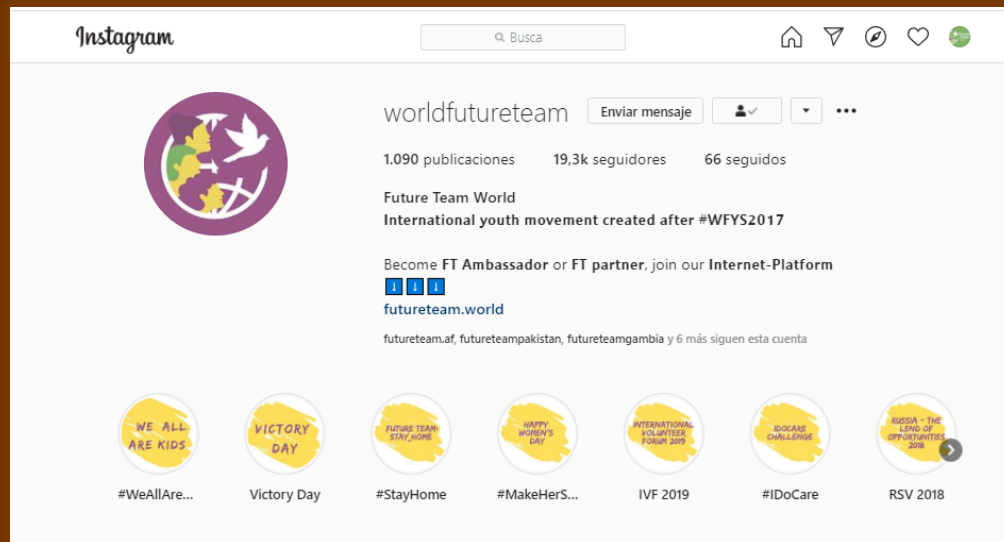 Instagram
Busca
worldfutureteam Enviar mensaje
1.090 publicaciones 19,3k seguidores 66 seguidos
Future Team World
International youth movement created after #WFYS2017
Become FT Ambassador or FT partner, join our Internet-Platform
futureteam.world
futureteam.af, futureteampakistan, futureteamgambia y 6 más siguen esta cuenta
WE ALL
ARE KIDS
VICTORY
DAY
FUTURE TEAM:
STAY_HOME
HAPPY
WOMEN'S
DAY
INTERNATIONAL
VOLUNTEER
FORUM 2019
IDOCARE
CHALLENGE
RUSSIA - THE
LEND OF
OPPORTUNITIES
2018
#WeAllAre...
Victory Day
#StayHome
#MakeHerS...
IVF 2019
#IDoCare
RSV 2018